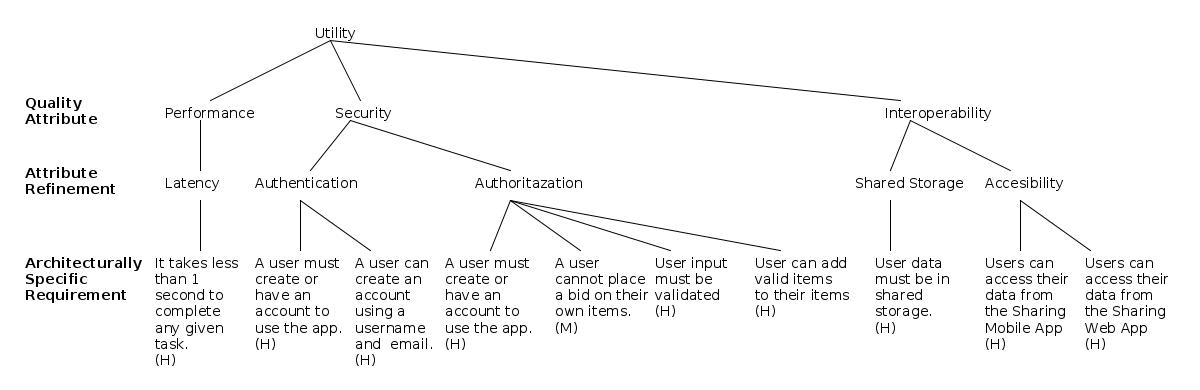 Utility
Quality
Attribute
Performance
Security
Interoperability
Attribute
Refinement
Latency
Authentication
Authoritazation
Shared Storage
Accesibility
Architecturally
Specific
Requirement
It takes less
than 1
second to
complete
any given
task.
(H)
A user must
create or
have an
account to
use the app.
(H)
A user can
create an
account
using a
username
and email.
(H)
A user must
create or
have an
account to
use the app.
(H)
A user
cannot place
a bid on their
own items.
(M)
User input
must be
validated
(H)
User can add
valid items
to their items
(H)
User data
must be in
shared
storage.
(H)
Users can
access their
data from
the Sharing
Mobile App
(H)
Users can
access their
data from
the Sharing
Web App
(H)